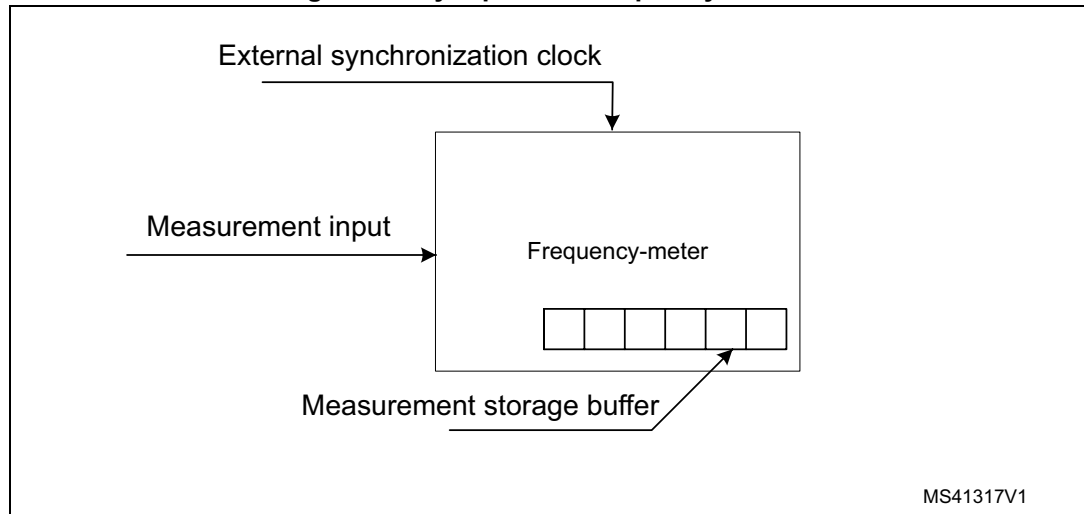 External synchronization clock
Measurement input
Frequency-meter
Measurement storage buffer
MS41317V1